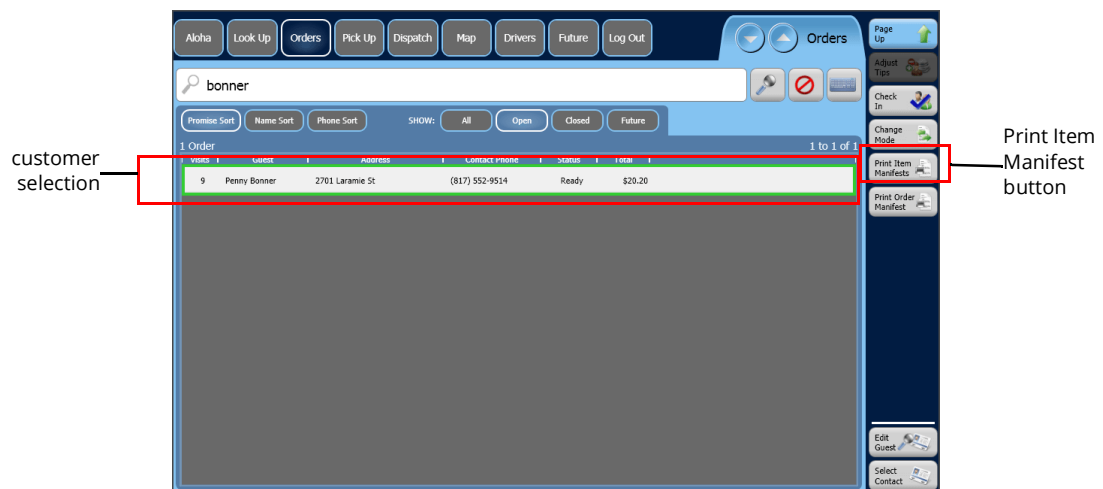 Aloha Look Up Orders Pick Up Dispatch Map Drivers Future Log Out Orders
Page
Up
Adjust
Tips
bonner
Check
In
Promise Sort Name Sort Phone Sort SHOW: All Open Closed Future
Change
Mode
1 Order 1 to 1 of 1
Visits Guest Address Contact Phone Status Total
9 Penny Bonner 2701 Laramie St (817) 552-9514 Ready $20.20
Print Item
Manifests
Print Order
Manifest
Edit
Guest
Select
Contact
customer
selection
Print Item
Manifest
button